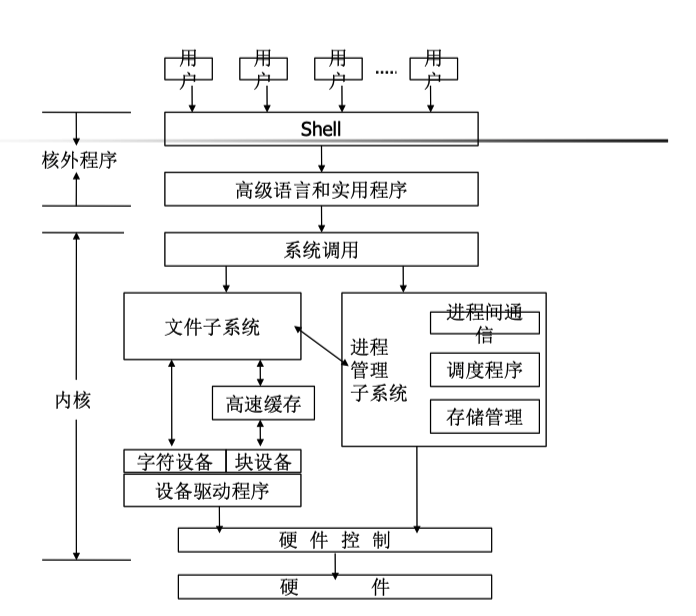 用户
用户
用户
.....
用户
Shell
核外程序
高级语言和实用程序
系统调用
文件子系统
进程
管理
子系统
进程间通
信
调度程序
存储管理
内核
高速缓存
字符设备
块设备
设备驱动程序
硬 件 控 制
硬 件